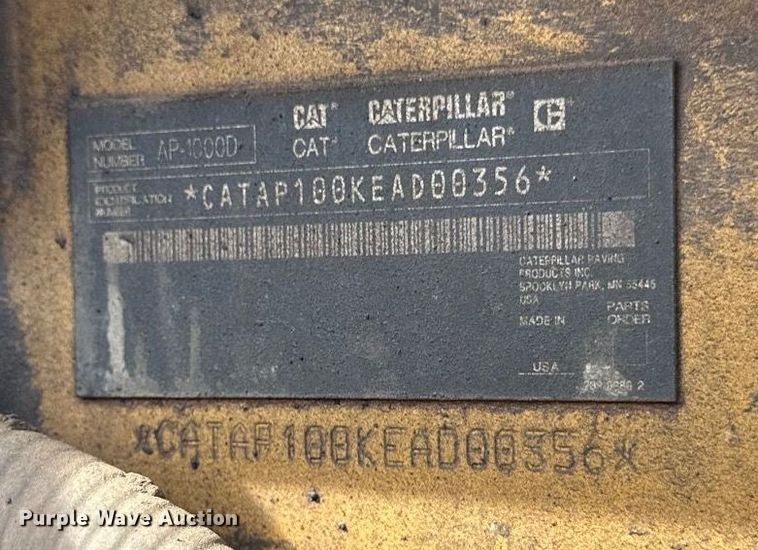 CAT® CATERPILLAR®
MODEL NUMBER AP-1000D
CAT® CATERPILLAR®
PRODUCT IDENTIFICATION NUMBER *CATAP100KEAD00356*
CATERPILLAR PAVING
PRODUCTS INC.
BROOKLYN PARK, MN 55445
USA
MADE IN
PARTS ORDER
USA
*CATAP100KEAD00356*
Purple Wave Auction